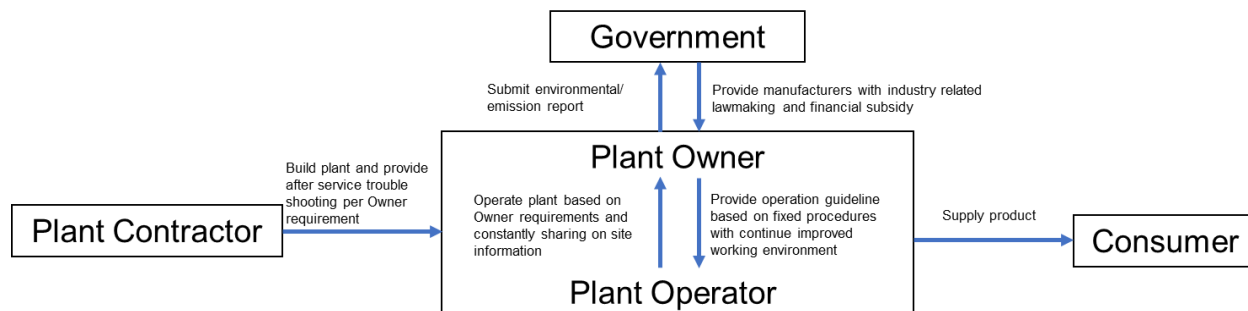 Government
Submit environmental/
emission report
Provide manufacturers with industry related
lawmaking and financial subsidy
Plant Owner
Build plant and provide
after service trouble
shooting per Owner
requirement
Plant Contractor
Operate plant based on
Owner requirements and
constantly sharing on site
information
Provide operation guideline
based on fixed procedures
with continue improved
working environment
Plant Operator
Supply product
Consumer